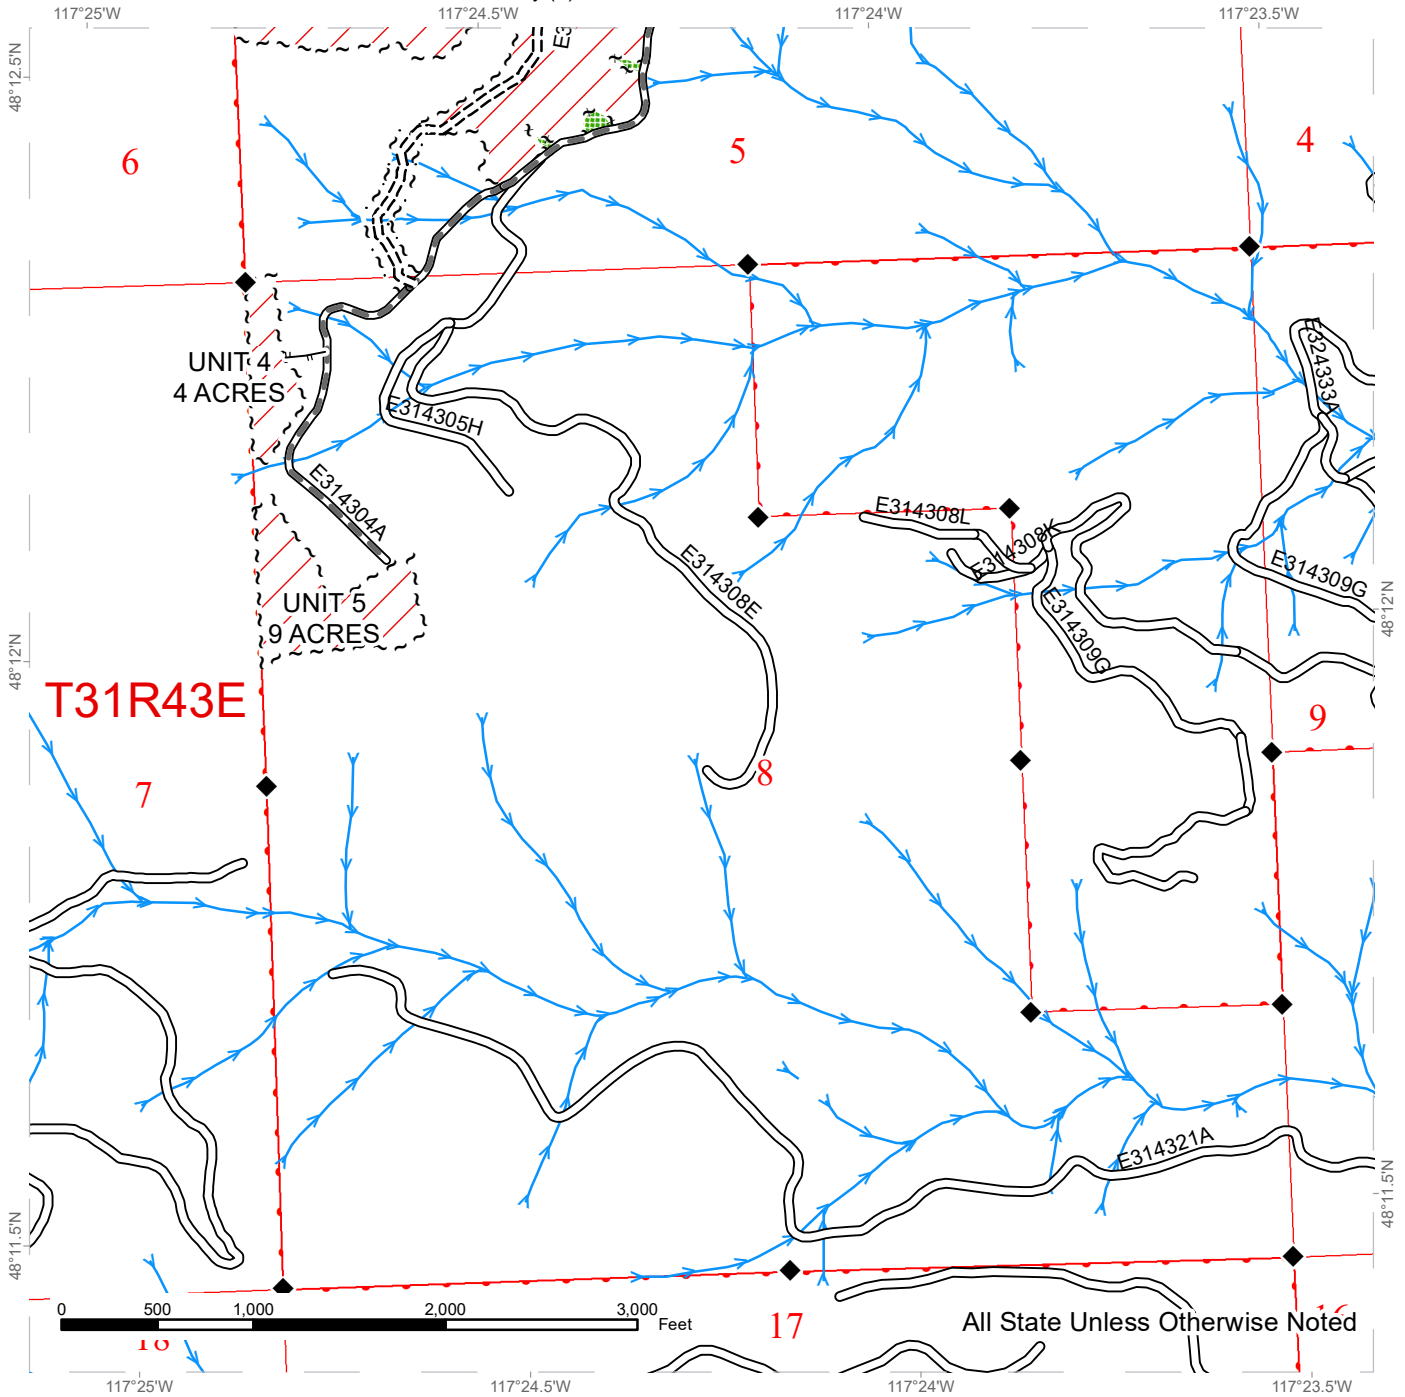 117°25'W
117°24.5'W
117°24'W
117°23.5'W
48°12.5'N
6
5
4
UNIT 4
4 ACRES
E314305H
E324333A
E314304A
E314308L
E314308K
E314308E
E314309G
E314309G
UNIT 5
9 ACRES
48°12'N
48°12'N
T31R43E
7
8
9
E314321A
48°11.5'N
48°11.5'N
0
500
1,000
2,000
3,000
Feet
18
17
16
All State Unless Otherwise Noted
117°25'W
117°24.5'W
117°24'W
117°23.5'W